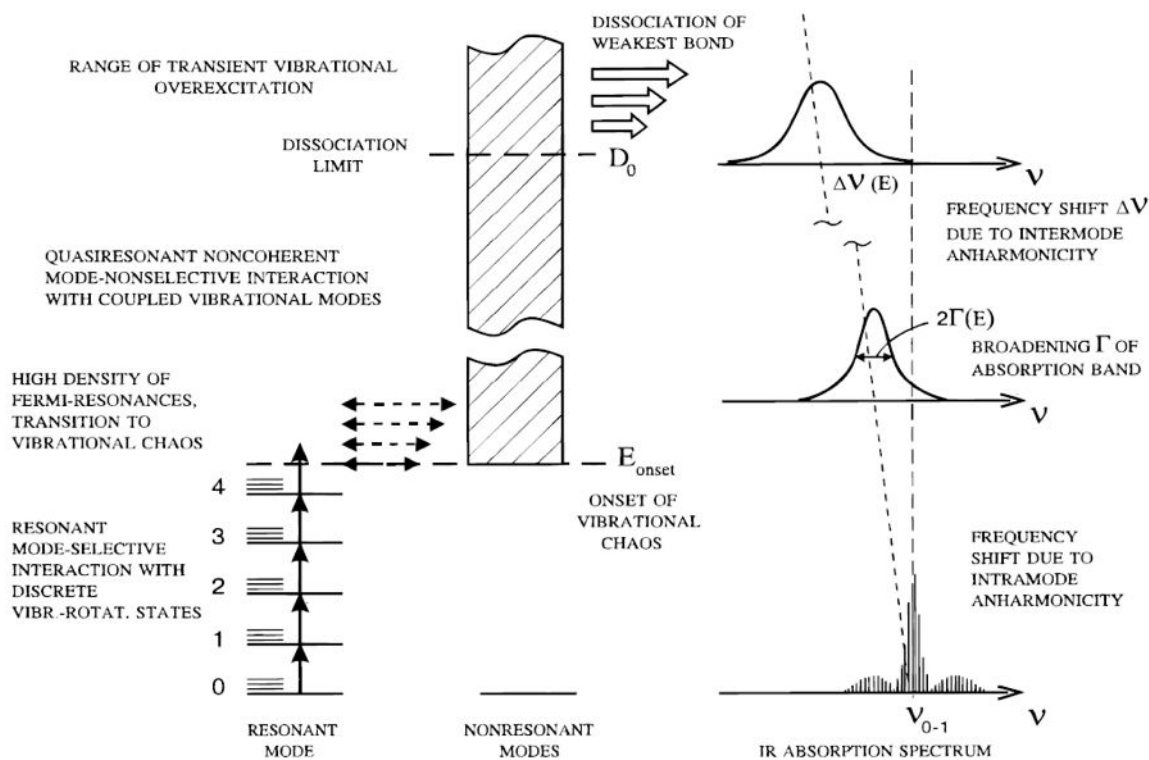 DISSOCIATION OF
WEAKEST BOND
RANGE OF TRANSIENT VIBRATIONAL
OVEREXCITATION
DISSOCIATION
LIMIT
D0
ν
Δν (E)
FREQUENCY SHIFT Δν
DUE TO INTERMODE
ANHARMONICITY
QUASIRESONANT NONCOHERENT
MODE-NONSELECTIVE INTERACTION
WITH COUPLED VIBRATIONAL MODES
2Γ(E)
BROADENING Γ OF
ABSORPTION BAND
ν
HIGH DENSITY OF
FERMI-RESONANCES,
TRANSITION TO
VIBRATIONAL CHAOS
Eonset
ONSET OF
VIBRATIONAL
CHAOS
4
3
2
1
0
RESONANT
MODE-SELECTIVE
INTERACTION WITH
DISCRETE
VIBR.-ROTAT. STATES
FREQUENCY
SHIFT DUE TO
INTRAMODE
ANHARMONICITY
ν0-1
ν
RESONANT
MODE
NONRESONANT
MODES
IR ABSORPTION SPECTRUM